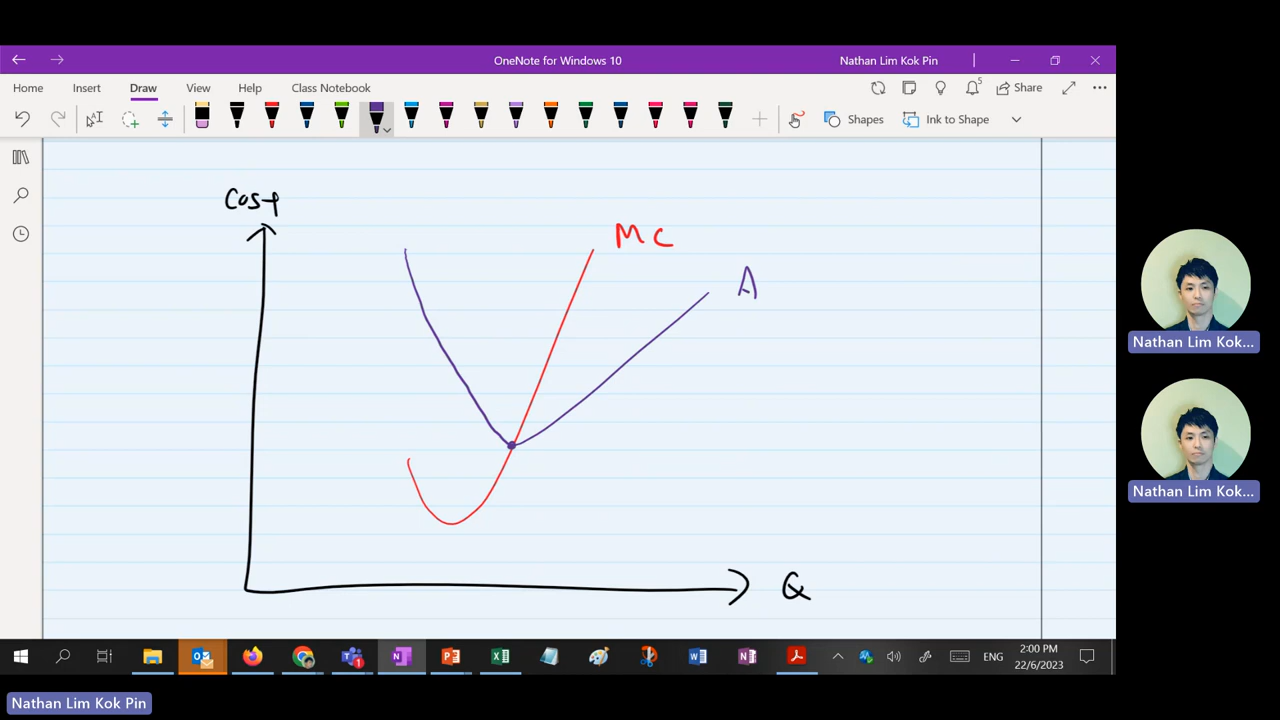 OneNote for Windows 10
Nathan Lim Kok Pin
Home Insert Draw View Help Class Notebook
5
Share
Shapes
Ink to Shape
Cost
MC
A
Q
Nathan Lim Kok...
Nathan Lim Kok...
1
ENG
2:00 PM
22/6/2023
Nathan Lim Kok Pin